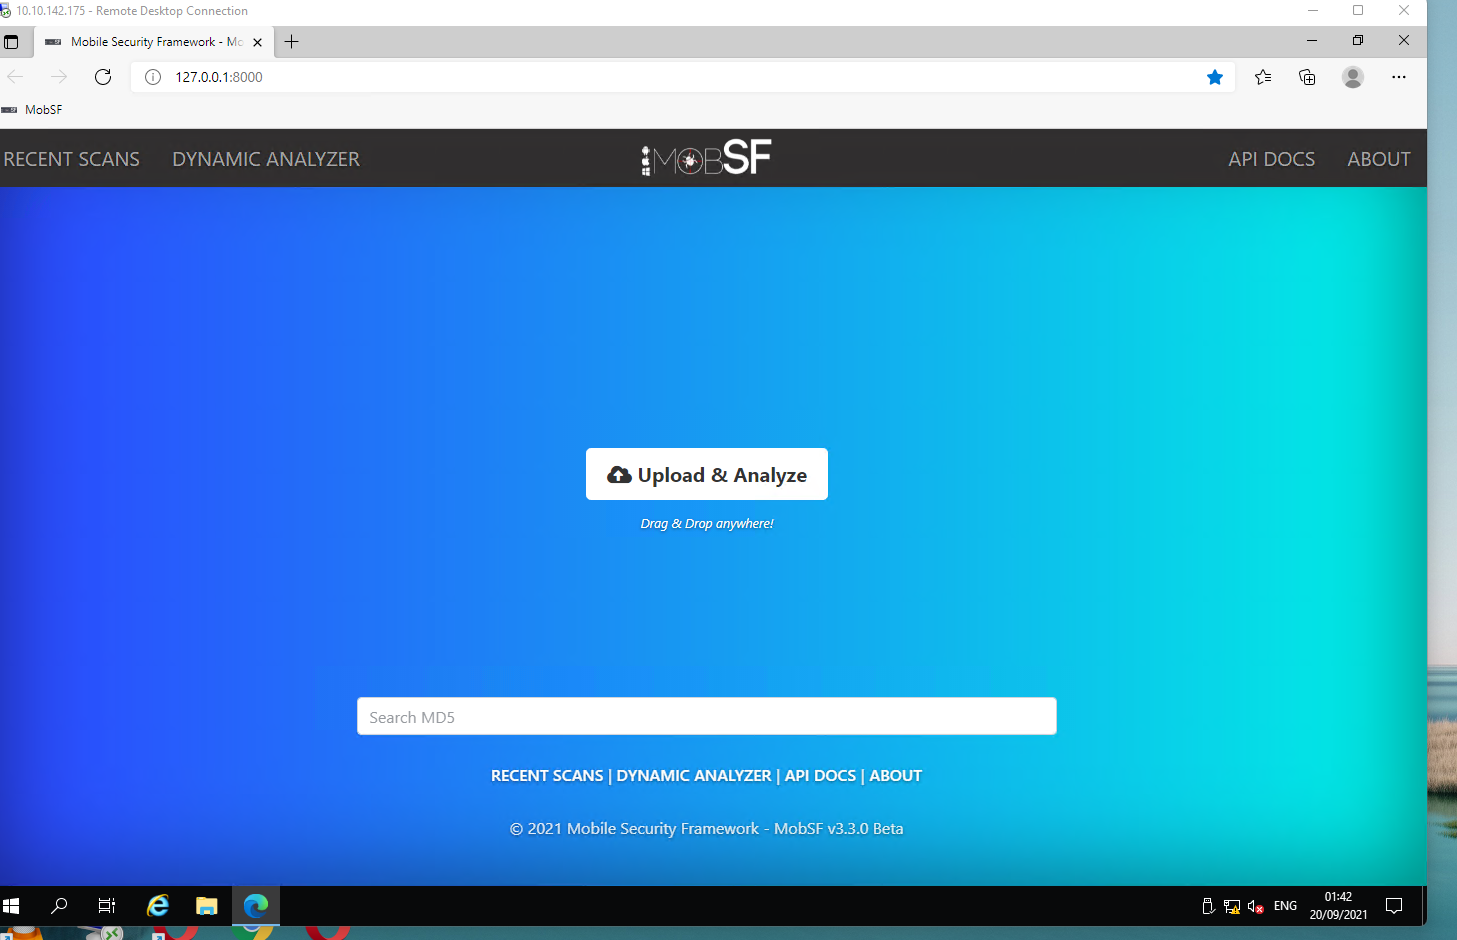 10.10.142.175 - Remote Desktop Connection
Mobile Security Framework - Mo
127.0.0.1:8000
MobSF
RECENT SCANS
DYNAMIC ANALYZER
MOBSF
API DOCS
ABOUT
Upload & Analyze
Drag & Drop anywhere!
Search MD5
RECENT SCANS | DYNAMIC ANALYZER | API DOCS | ABOUT
© 2021 Mobile Security Framework - MobSF v3.3.0 Beta
ENG
01:42
20/09/2021